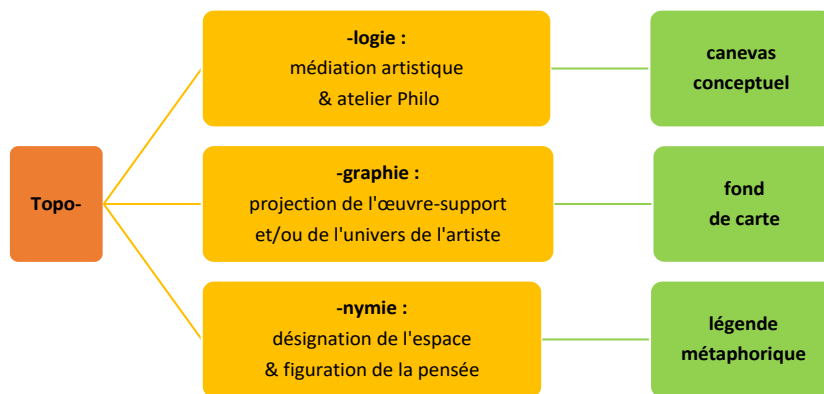 Topo-
-logie :
médiation artistique
& atelier Philo
canevas
conceptuel
-graphie :
projection de l'œuvre-support
et/ou de l'univers de l'artiste
fond
de carte
-nymie :
désignation de l'espace
& figuration de la pensée
légende
métaphorique